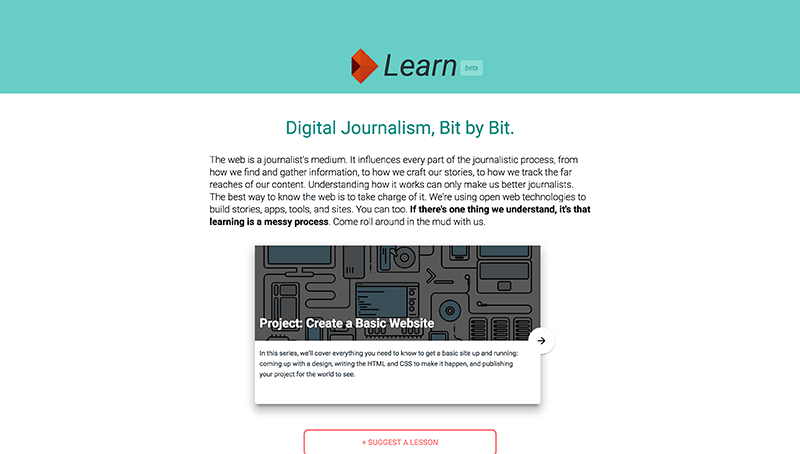 Learn beta
Digital Journalism, Bit by Bit.
The web is a journalist's medium. It influences every part of the journalistic process, from
how we find and gather information, to how we craft our stories, to how we track the far
reaches of our content. Understanding how it works can only make us better journalists.
The best way to know the web is to take charge of it. We're using open web technologies to
build stories, apps, tools, and sites. You can too. If there's one thing we understand, it's that
learning is a messy process. Come roll around in the mud with us.
Project: Create a Basic Website
In this series, we'll cover everything you need to know to get a basic site up and running:
coming up with a design, writing the HTML and CSS to make it happen, and publishing
your project for the world to see.
+ SUGGEST A LESSON